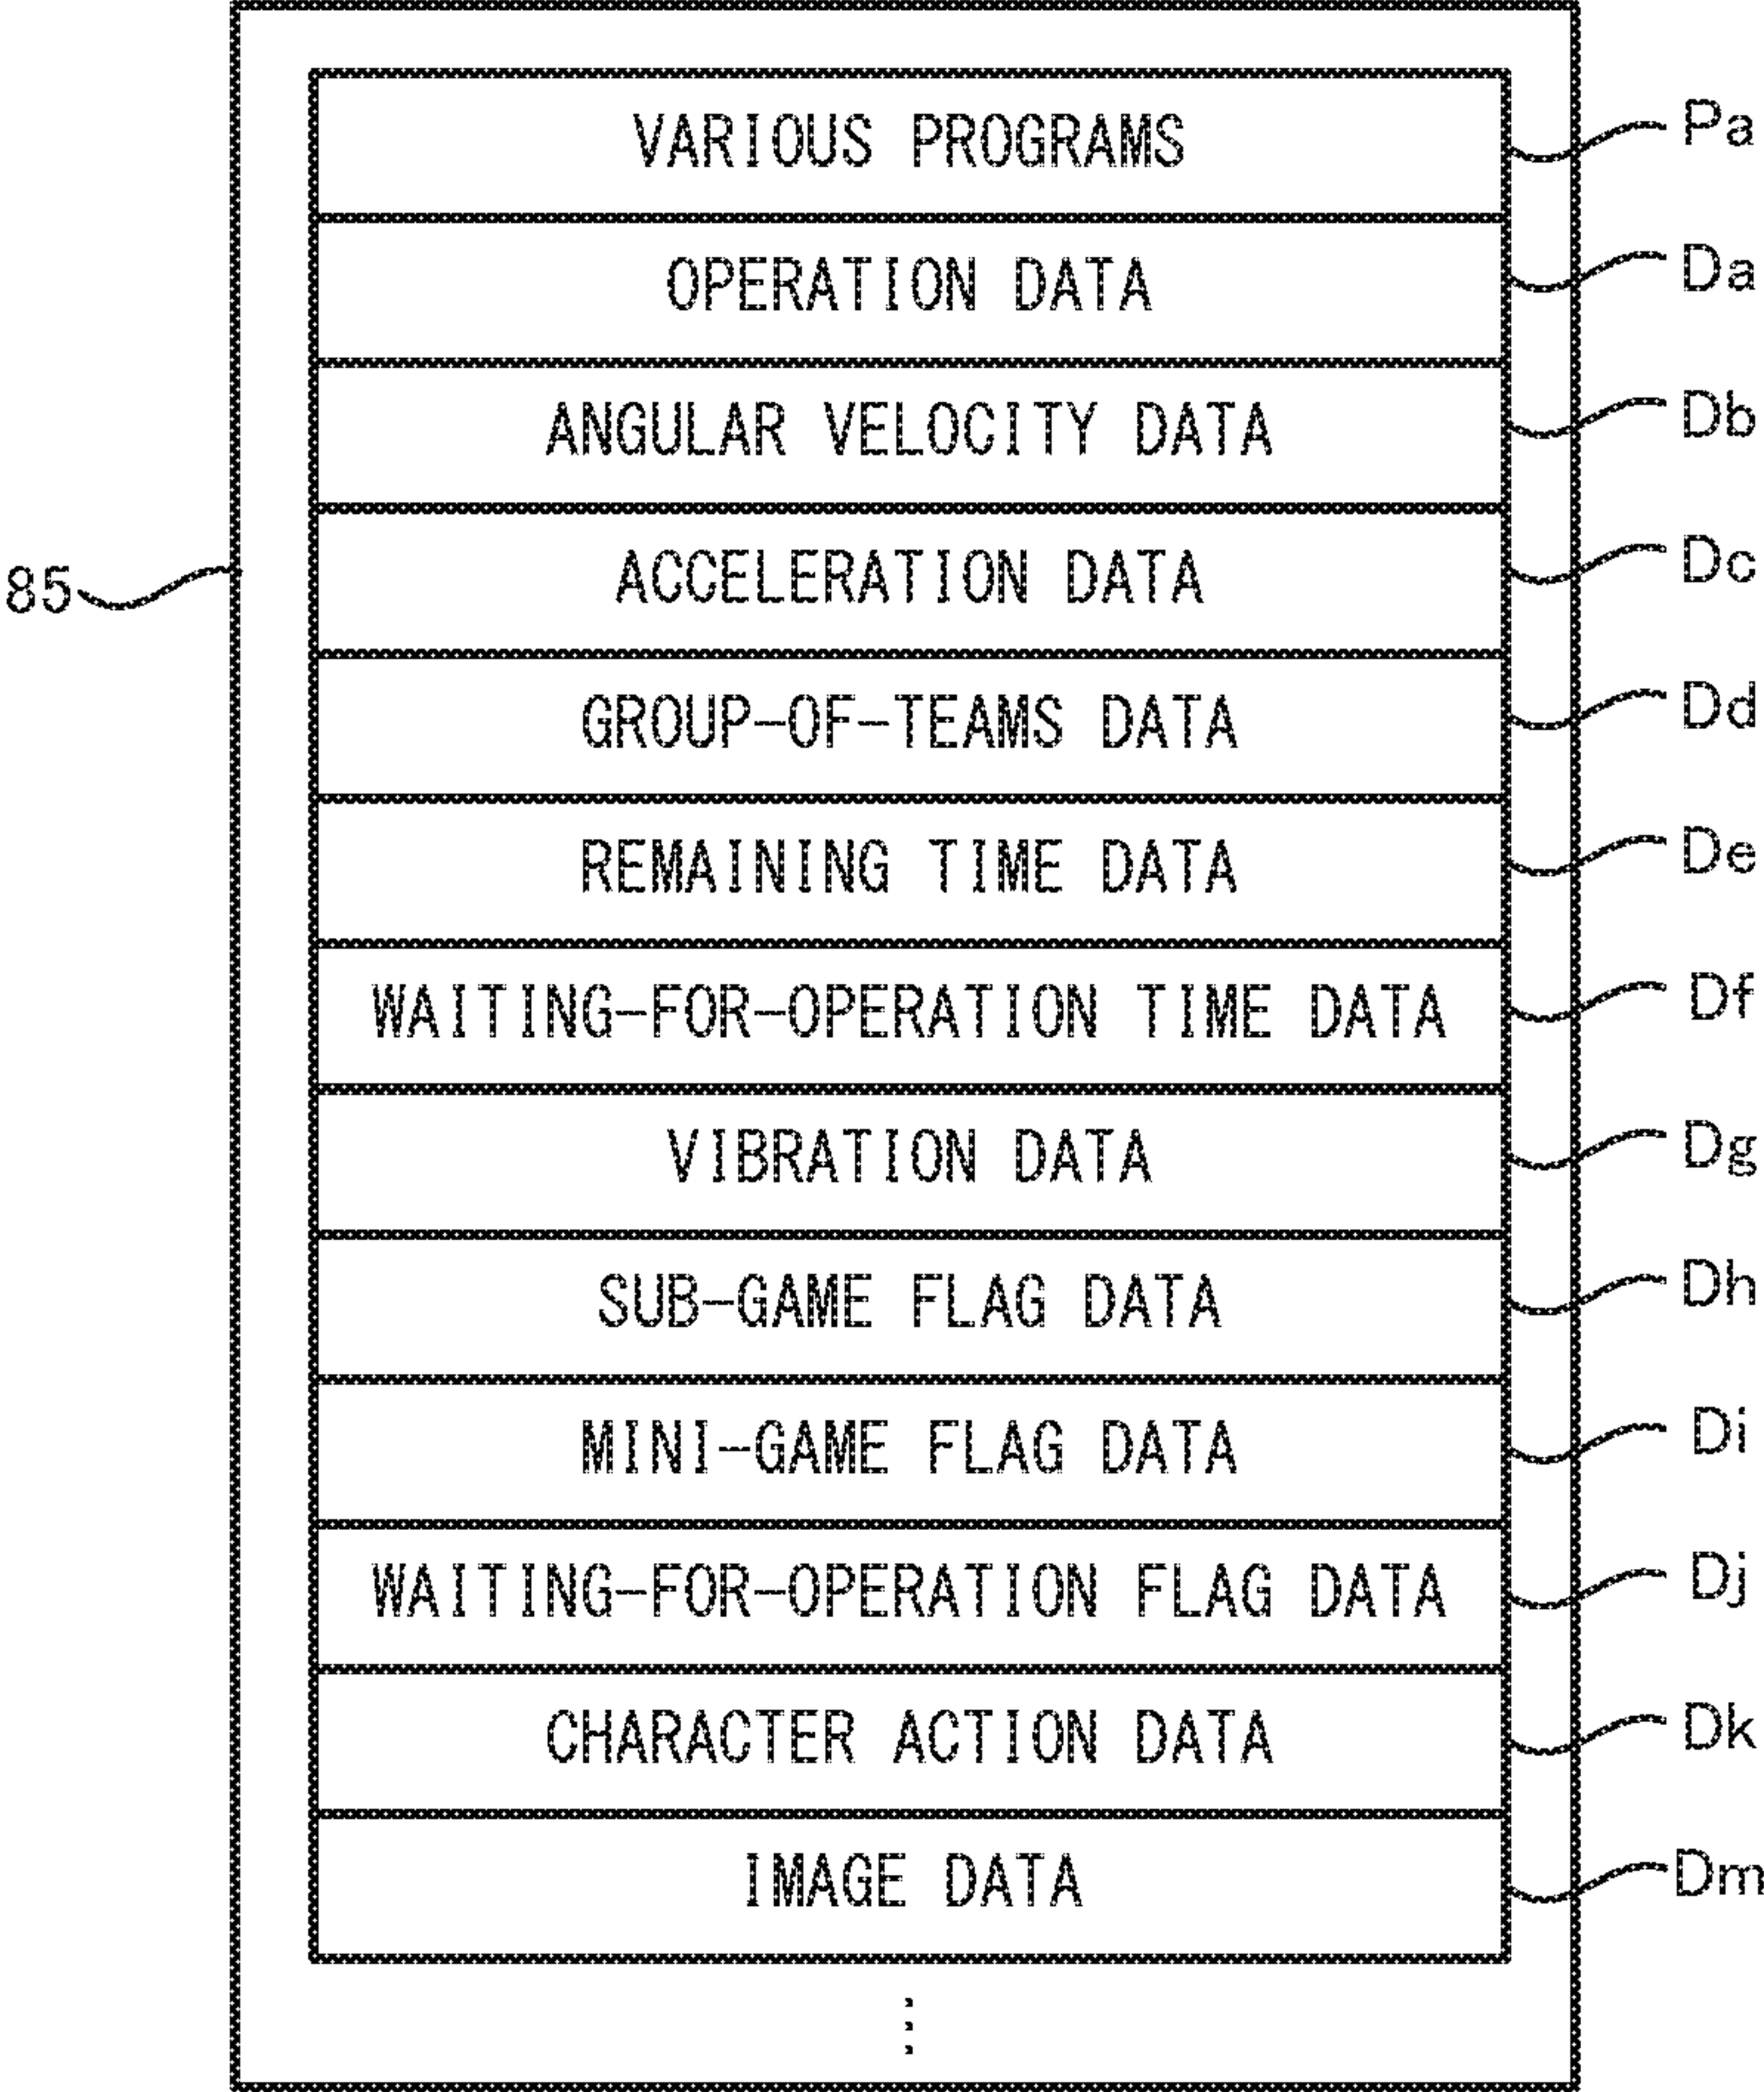 VARIOUS PROGRAMS Pa
OPERATION DATA Da
ANGULAR VELOCITY DATA Db
85
ACCELERATION DATA Dc
GROUP-OF-TEAMS DATA Dd
REMAINING TIME DATA De
WAITING-FOR-OPERATION TIME DATA Df
VIBRATION DATA Dg
SUB-GAME FLAG DATA Dh
MINI-GAME FLAG DATA Di
WAITING-FOR-OPERATION FLAG DATA Dj
CHARACTER ACTION DATA Dk
IMAGE DATA Dm